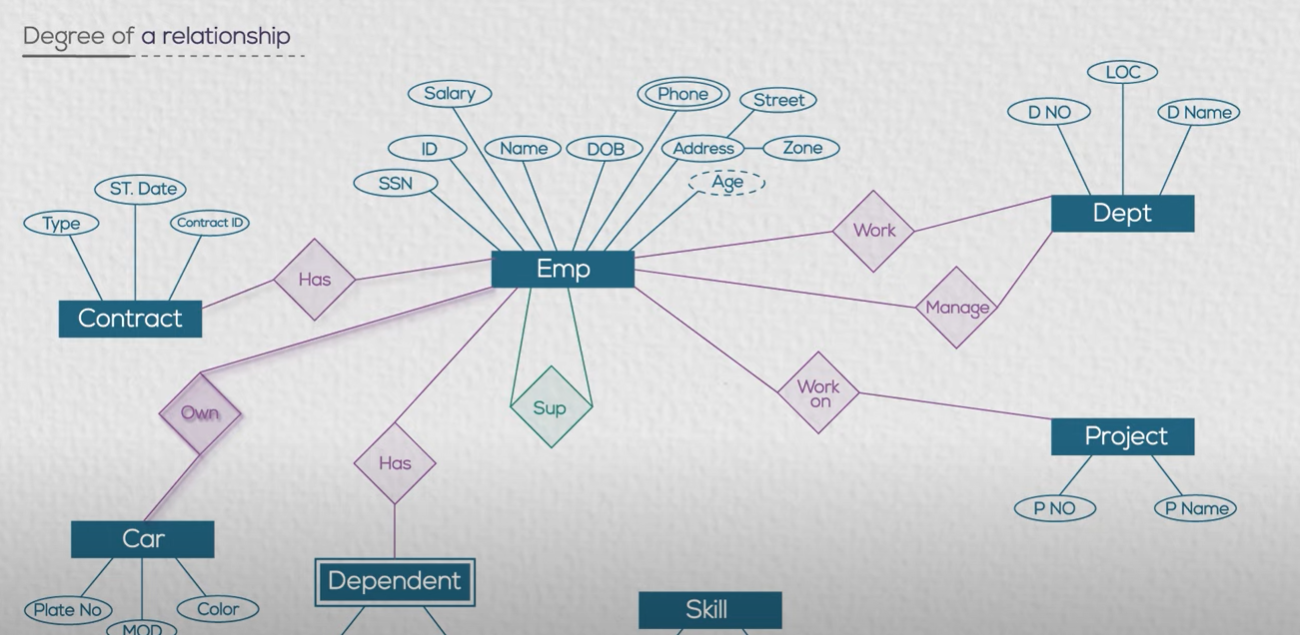 Degree of a relationship
LOC
Salary
Phone
Street
D NO
D Name
ID
Name
DOB
Address
Zone
SSN
Age
ST. Date
Type
Contract ID
Work
Dept
Emp
Has
Contract
Manage
Work
on
Sup
Own
Project
Has
P NO
P Name
Car
Dependent
Plate No
Color
Skill
MOD